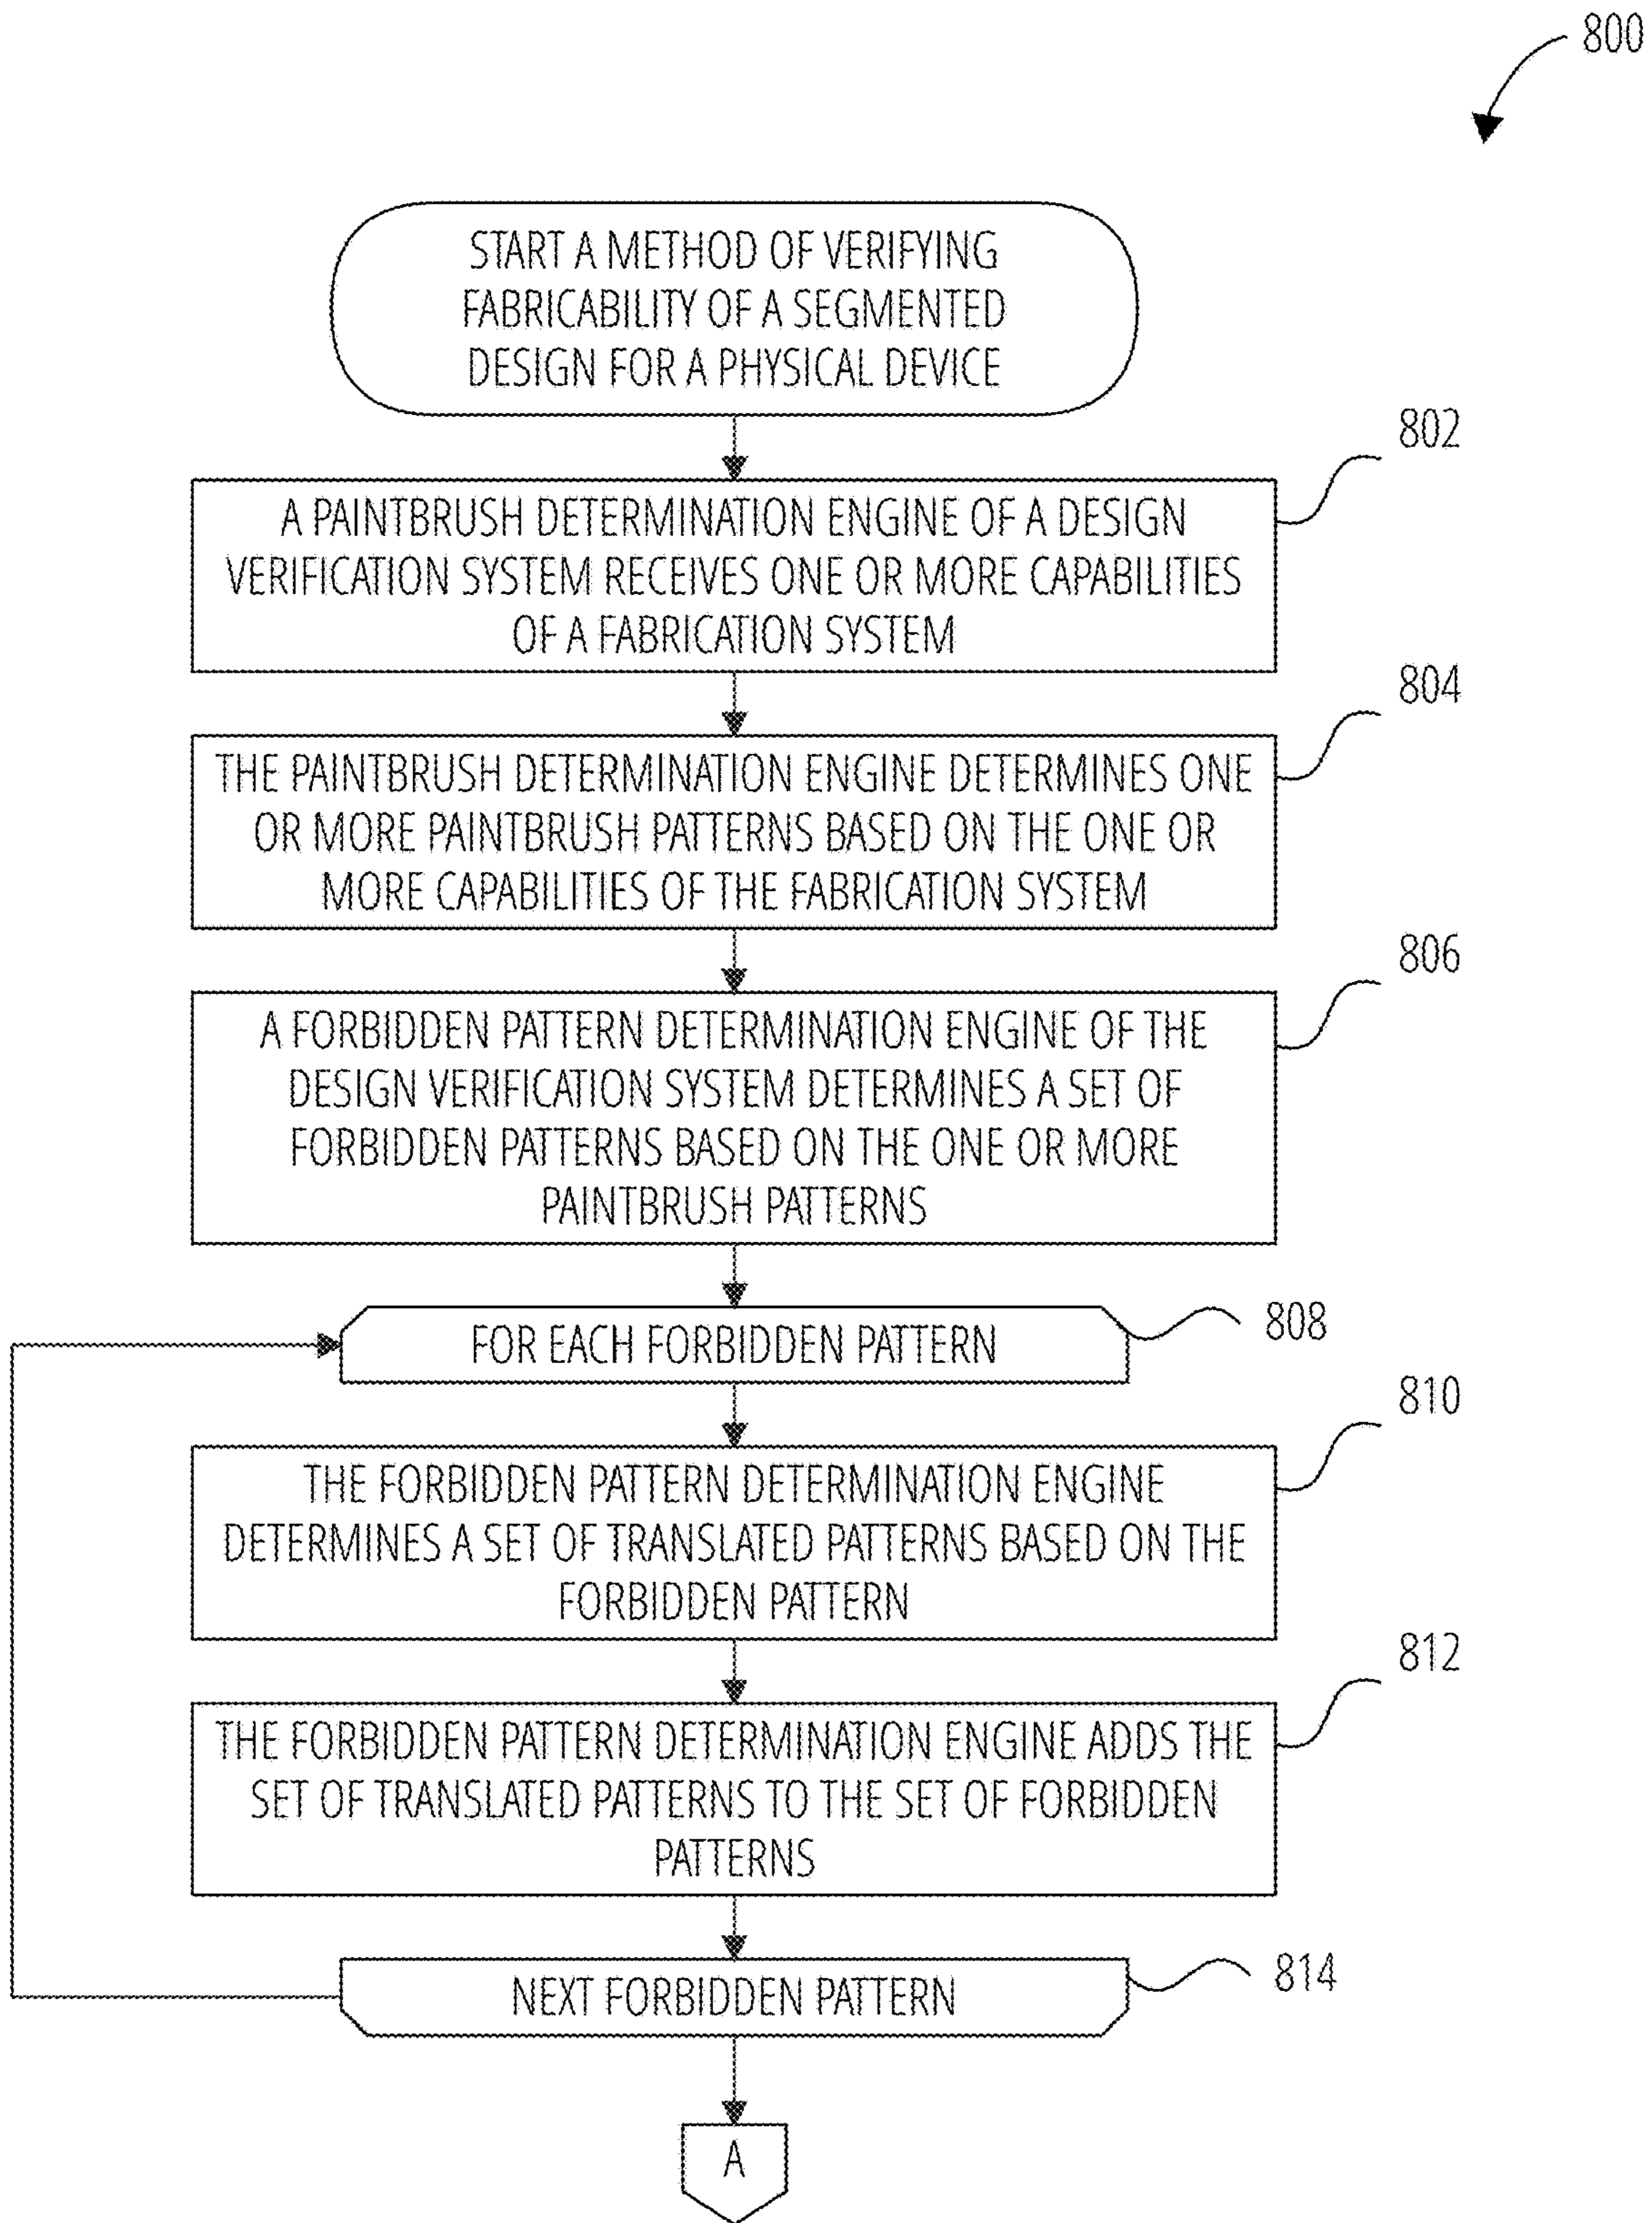 800
START A METHOD OF VERIFYING
FABRICABILITY OF A SEGMENTED
DESIGN FOR A PHYSICAL DEVICE
802
A PAINTBRUSH DETERMINATION ENGINE OF A DESIGN
VERIFICATION SYSTEM RECEIVES ONE OR MORE CAPABILITIES
OF A FABRICATION SYSTEM
804
THE PAINTBRUSH DETERMINATION ENGINE DETERMINES ONE
OR MORE PAINTBRUSH PATTERNS BASED ON THE ONE OR
MORE CAPABILITIES OF THE FABRICATION SYSTEM
806
A FORBIDDEN PATTERN DETERMINATION ENGINE OF THE
DESIGN VERIFICATION SYSTEM DETERMINES A SET OF
FORBIDDEN PATTERNS BASED ON THE ONE OR MORE
PAINTBRUSH PATTERNS
808
FOR EACH FORBIDDEN PATTERN
810
THE FORBIDDEN PATTERN DETERMINATION ENGINE
DETERMINES A SET OF TRANSLATED PATTERNS BASED ON THE
FORBIDDEN PATTERN
812
THE FORBIDDEN PATTERN DETERMINATION ENGINE ADDS THE
SET OF TRANSLATED PATTERNS TO THE SET OF FORBIDDEN
PATTERNS
814
NEXT FORBIDDEN PATTERN
A